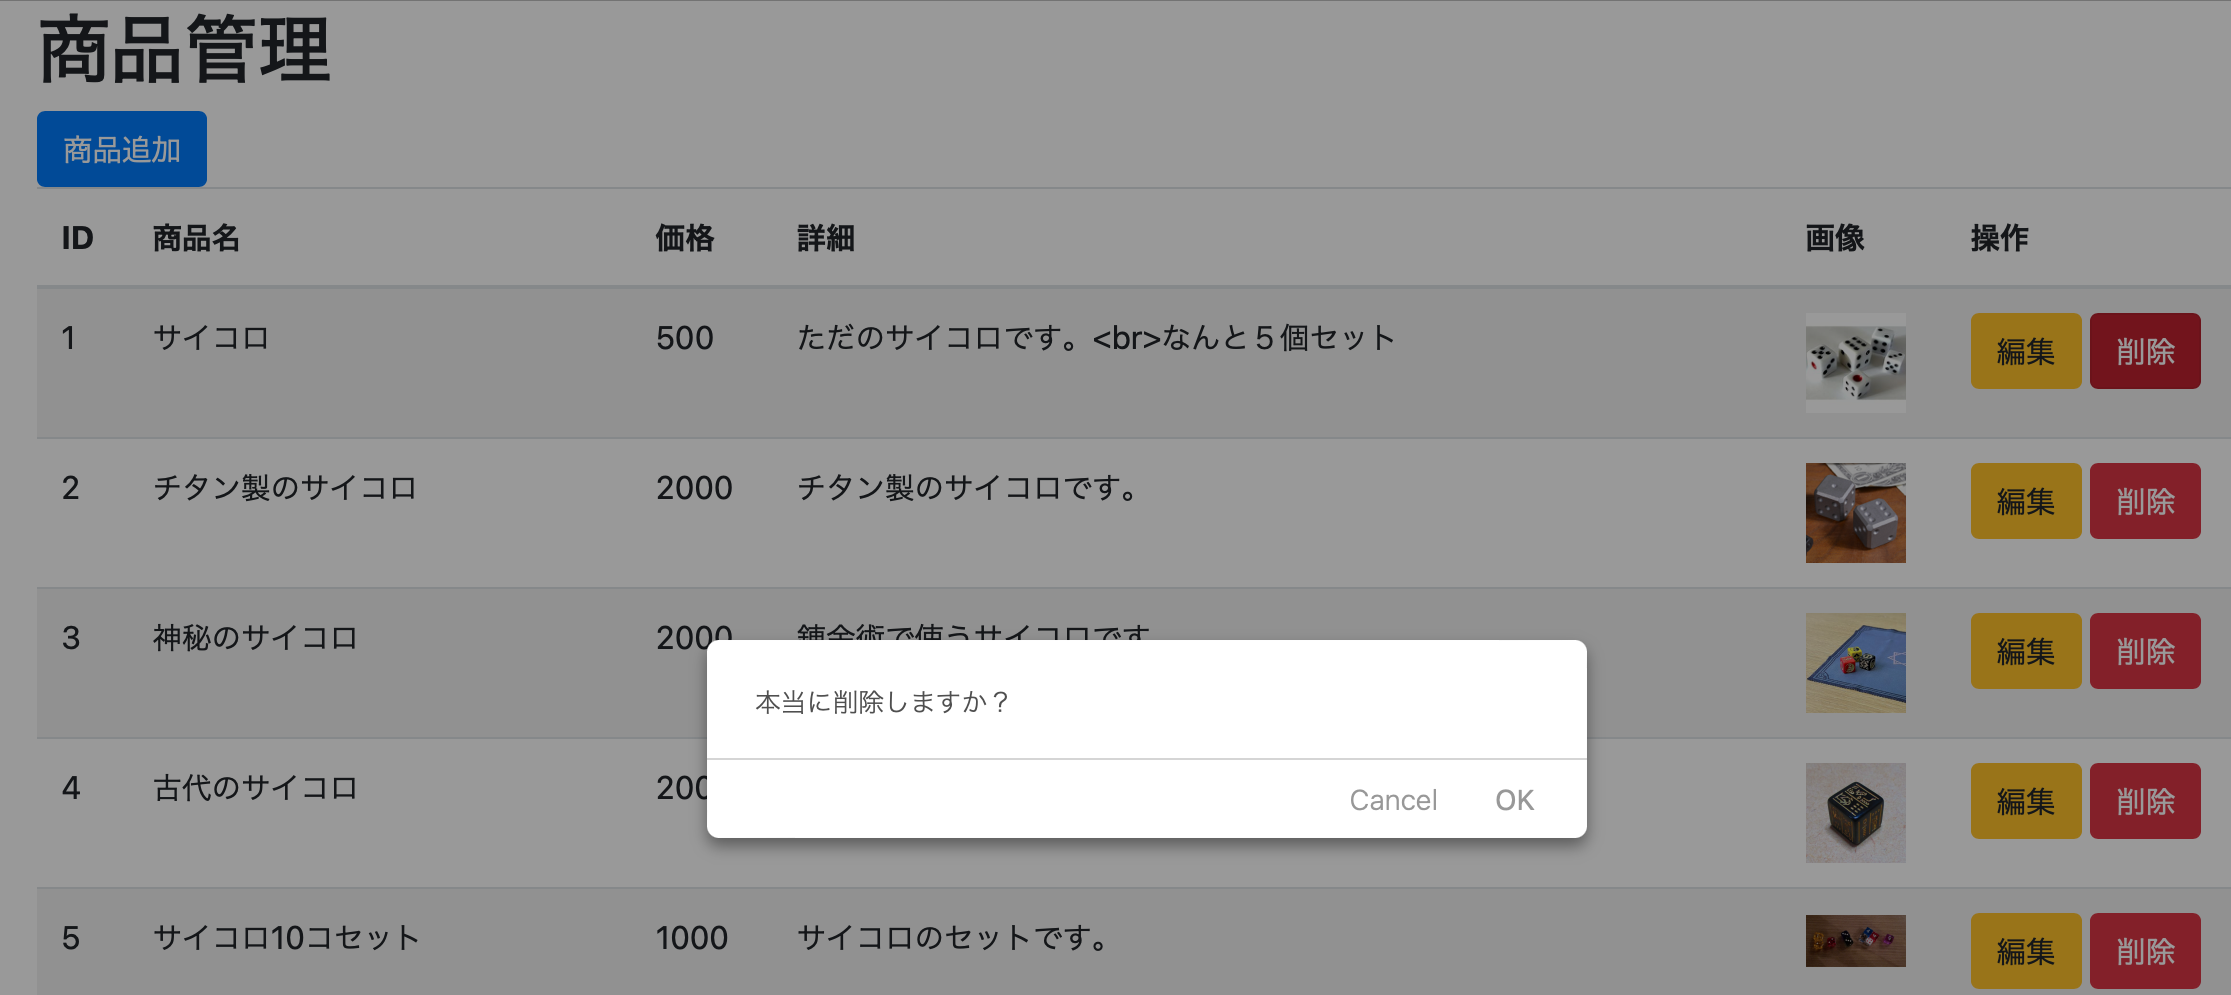 商品管理
商品追加
ID 商品名 価格 詳細 画像 操作
1 サイコロ 500 ただのサイコロです。<br>なんと５個セット 編集 削除
2 チタン製のサイコロ 2000 チタン製のサイコロです。 編集 削除
3 神秘のサイコロ 2000 錬金術で使うサイコロです 編集 削除
本当に削除しますか？
4 古代のサイコロ 200 編集 削除
Cancel OK
5 サイコロ10コセット 1000 サイコロのセットです。 編集 削除